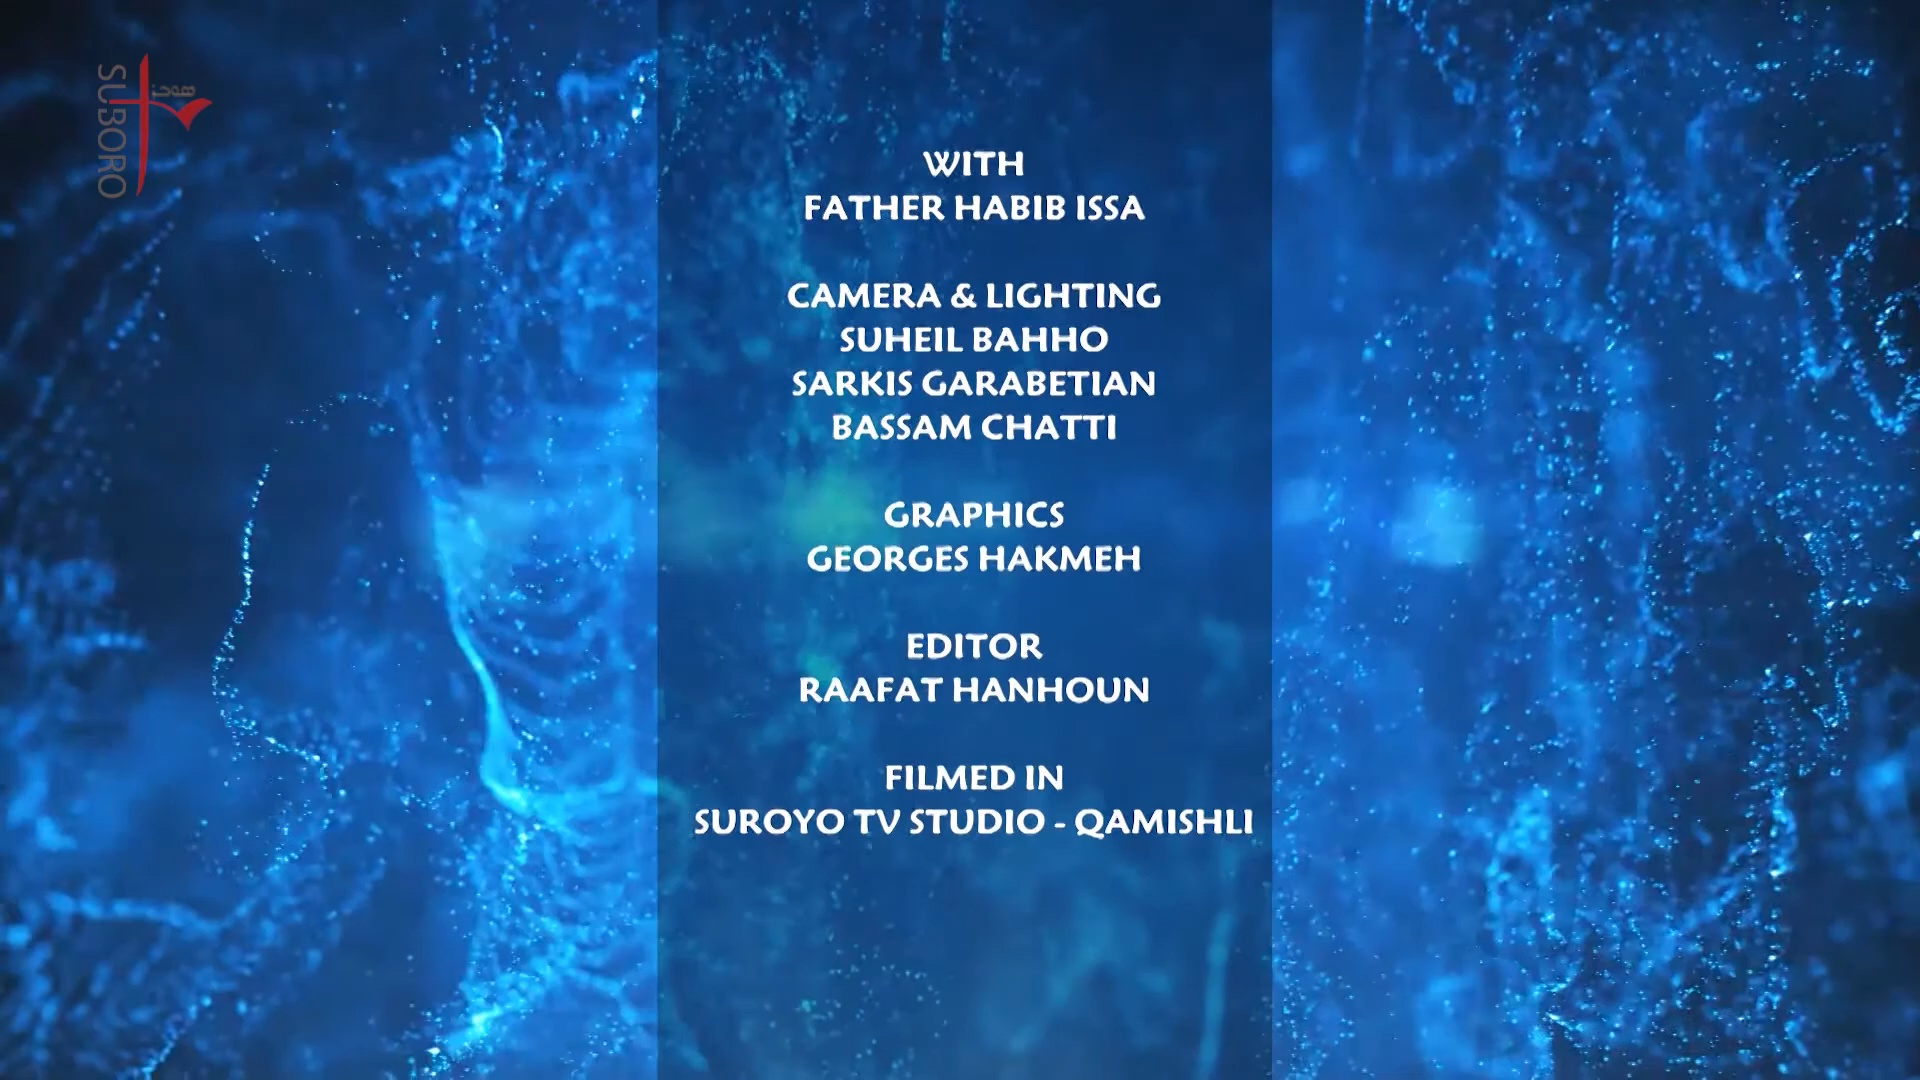 SUBORO
WITH
FATHER HABIB ISSA
CAMERA & LIGHTING
SUHEIL BAHHO
SARKIS GARABETIAN
BASSAM CHATTI
GRAPHICS
GEORGES HAKMEH
EDITOR
RAAFAT HANHOUN
FILMED IN
SUROYO TV STUDIO - QAMISHLI